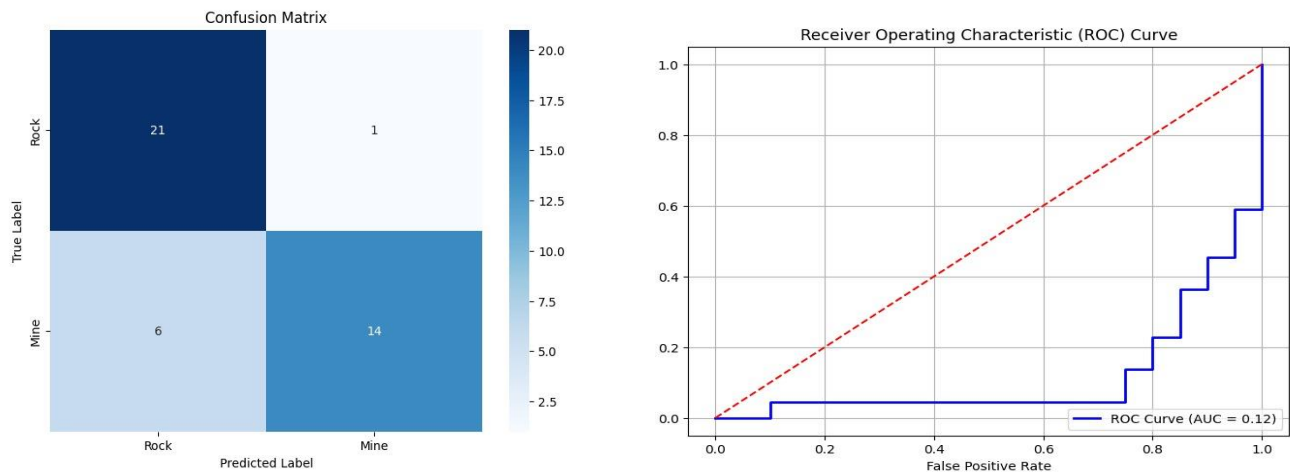 Confusion Matrix
Rock
Mine
True Label
21
1
6
14
Rock
Mine
Predicted Label
20.0
17.5
15.0
12.5
10.0
7.5
5.0
2.5
Receiver Operating Characteristic (ROC) Curve
1.0
0.8
0.6
0.4
0.2
0.0
ROC Curve (AUC = 0.12)
0.0
0.2
0.4
0.6
0.8
1.0
False Positive Rate